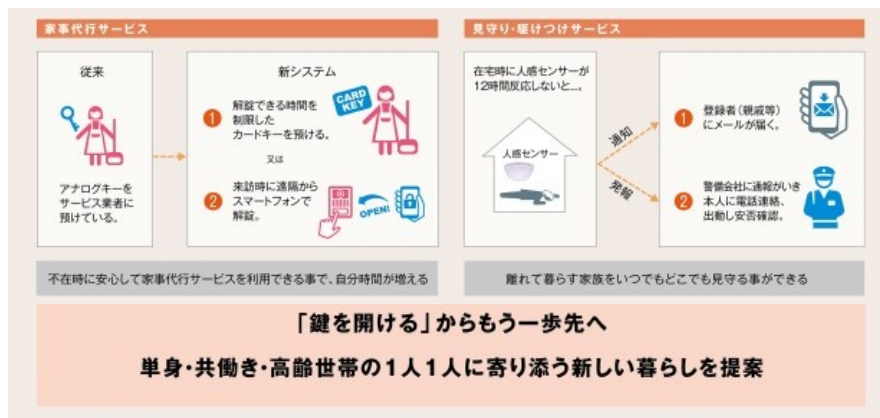 家事代行サービス
従来
アナログキーを
サービス業者に
預けている。
新システム
1
解錠できる時間を
制限した
カードキーを預ける。
CARD
KEY
又は
2
来訪時に遠隔から
スマートフォンで
解錠。
OPEN!
不在時に安心して家事代行サービスを利用できる事で、自分時間が増える
見守り・駆けつけサービス
在宅時に人感センサーが
12時間反応しないと…。
人感センサー
通知
発報
1
登録者（親戚等）
にメールが届く。
2
警備会社に通報がいき
本人に電話連絡、
出動し安否確認。
離れて暮らす家族をいつでもどこでも見守る事ができる
「鍵を開ける」からもう一歩先へ
単身・共働き・高齢世帯の1人1人に寄り添う新しい暮らしを提案